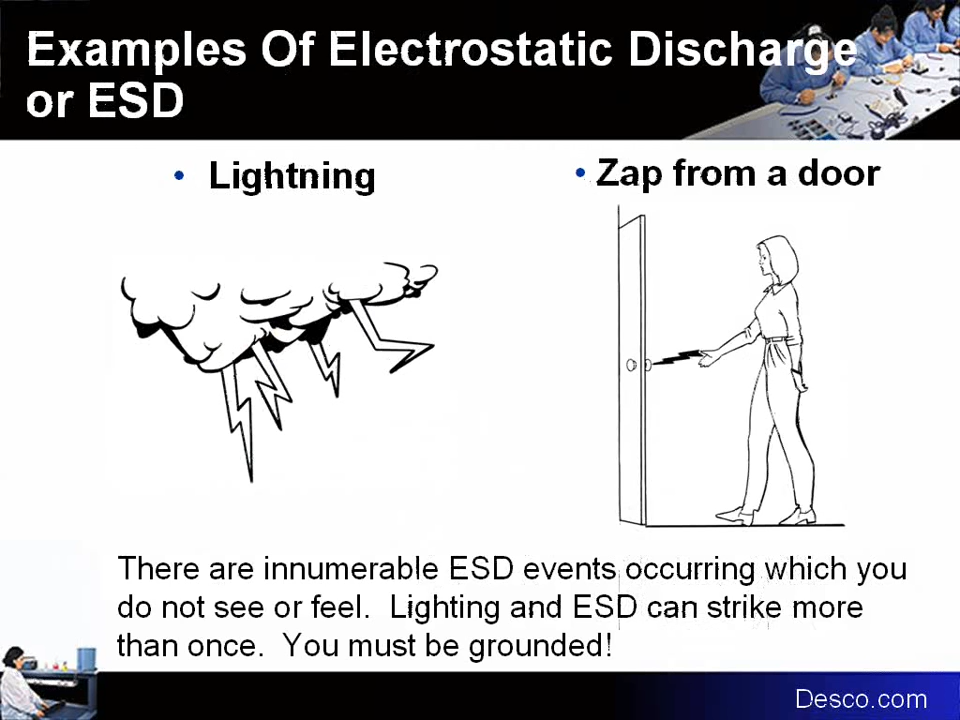 Examples Of Electrostatic Discharge
or ESD
• Lightning
• Zap from a door
There are innumerable ESD events occurring which you
do not see or feel.  Lighting and ESD can strike more
than once.  You must be grounded!
Desco.com